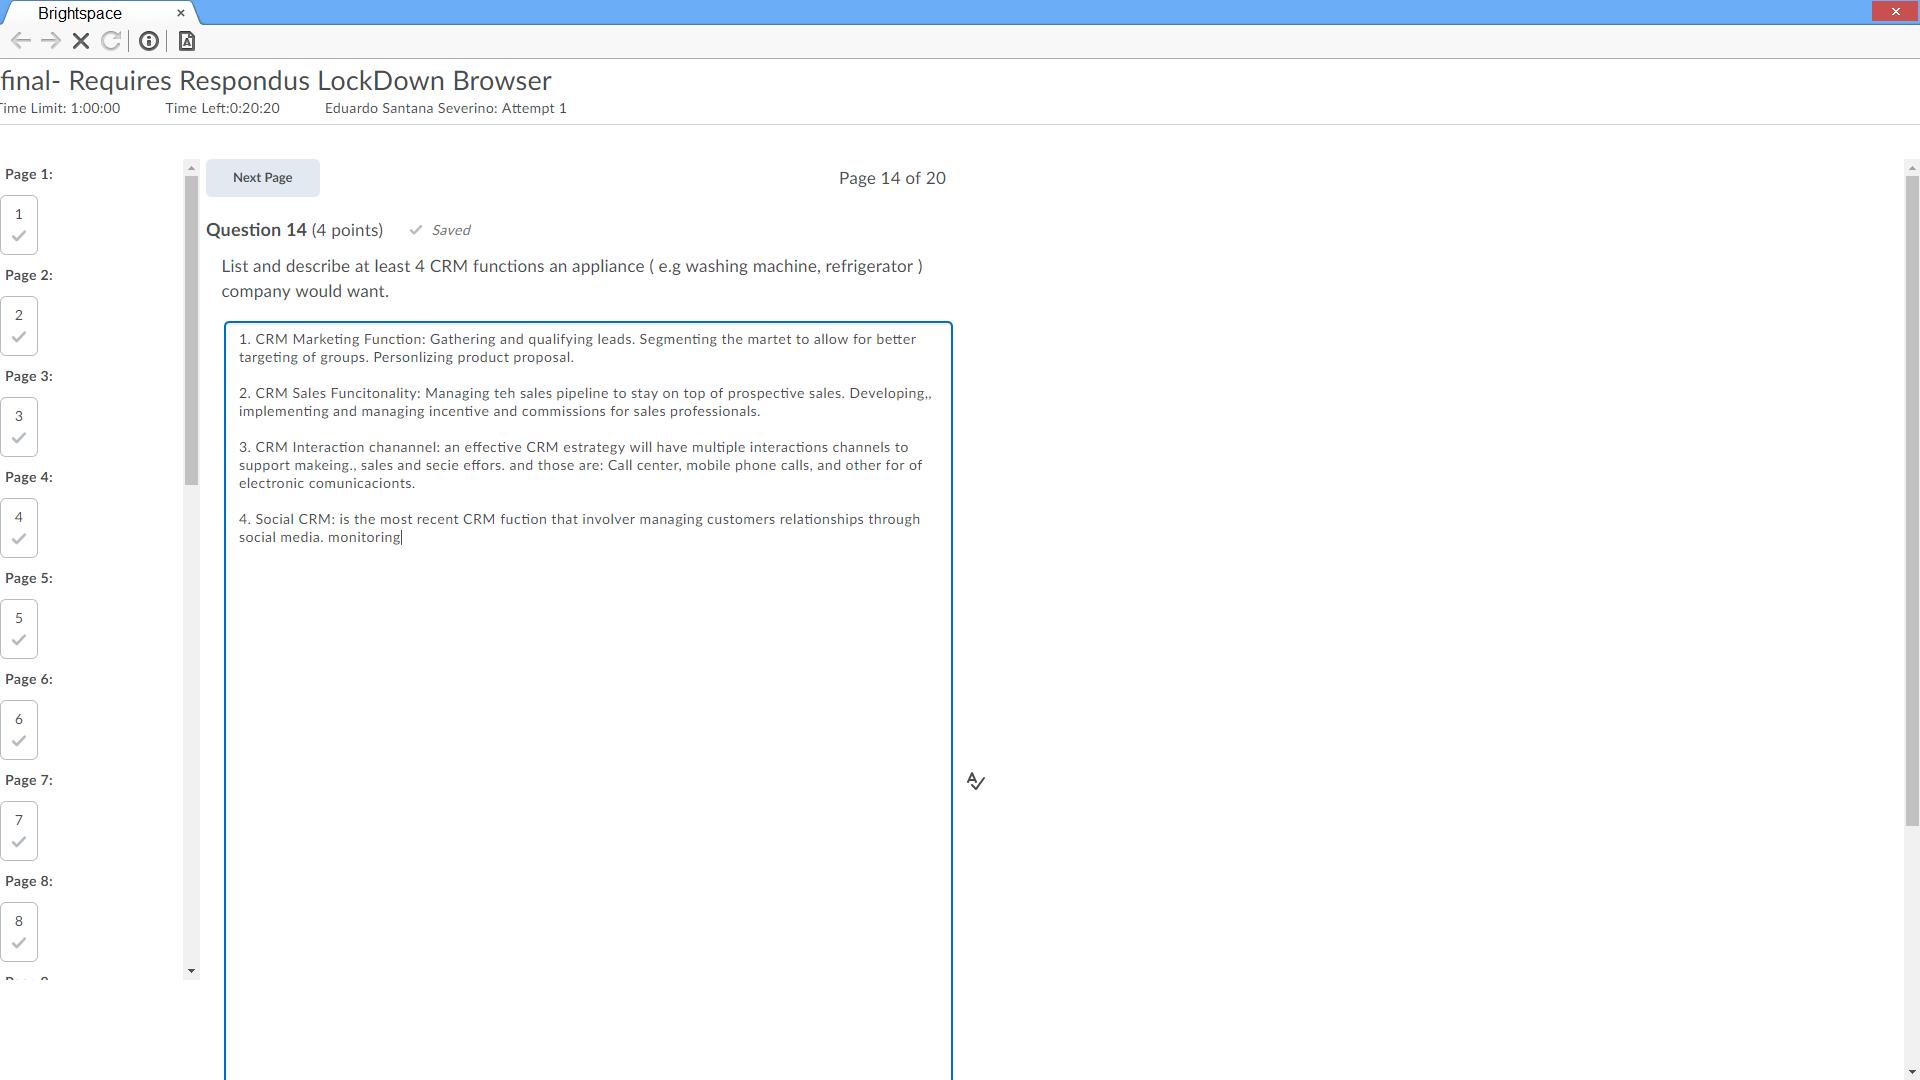 Brightspace
final- Requires Respondus LockDown Browser
Time Limit: 1:00:00 Time Left:0:20:20 Eduardo Santana Severino: Attempt 1
Page 1:
1
Page 2:
2
Page 3:
3
Page 4:
4
Page 5:
5
Page 6:
6
Page 7:
7
Page 8:
8
Next Page
Page 14 of 20
Question 14 (4 points) Saved
List and describe at least 4 CRM functions an appliance ( e.g washing machine, refrigerator )
company would want.
1. CRM Marketing Function: Gathering and qualifying leads. Segmenting the martet to allow for better
targeting of groups. Personlizing product proposal.
2. CRM Sales Funcitonality: Managing teh sales pipeline to stay on top of prospective sales. Developing,,
implementing and managing incentive and commissions for sales professionals.
3. CRM Interaction chanannel: an effective CRM estrategy will have multiple interactions channels to
support makeing., sales and secie effors. and those are: Call center, mobile phone calls, and other for of
electronic comunicacionts.
4. Social CRM: is the most recent CRM fuction that involver managing customers relationships through
social media. monitoring